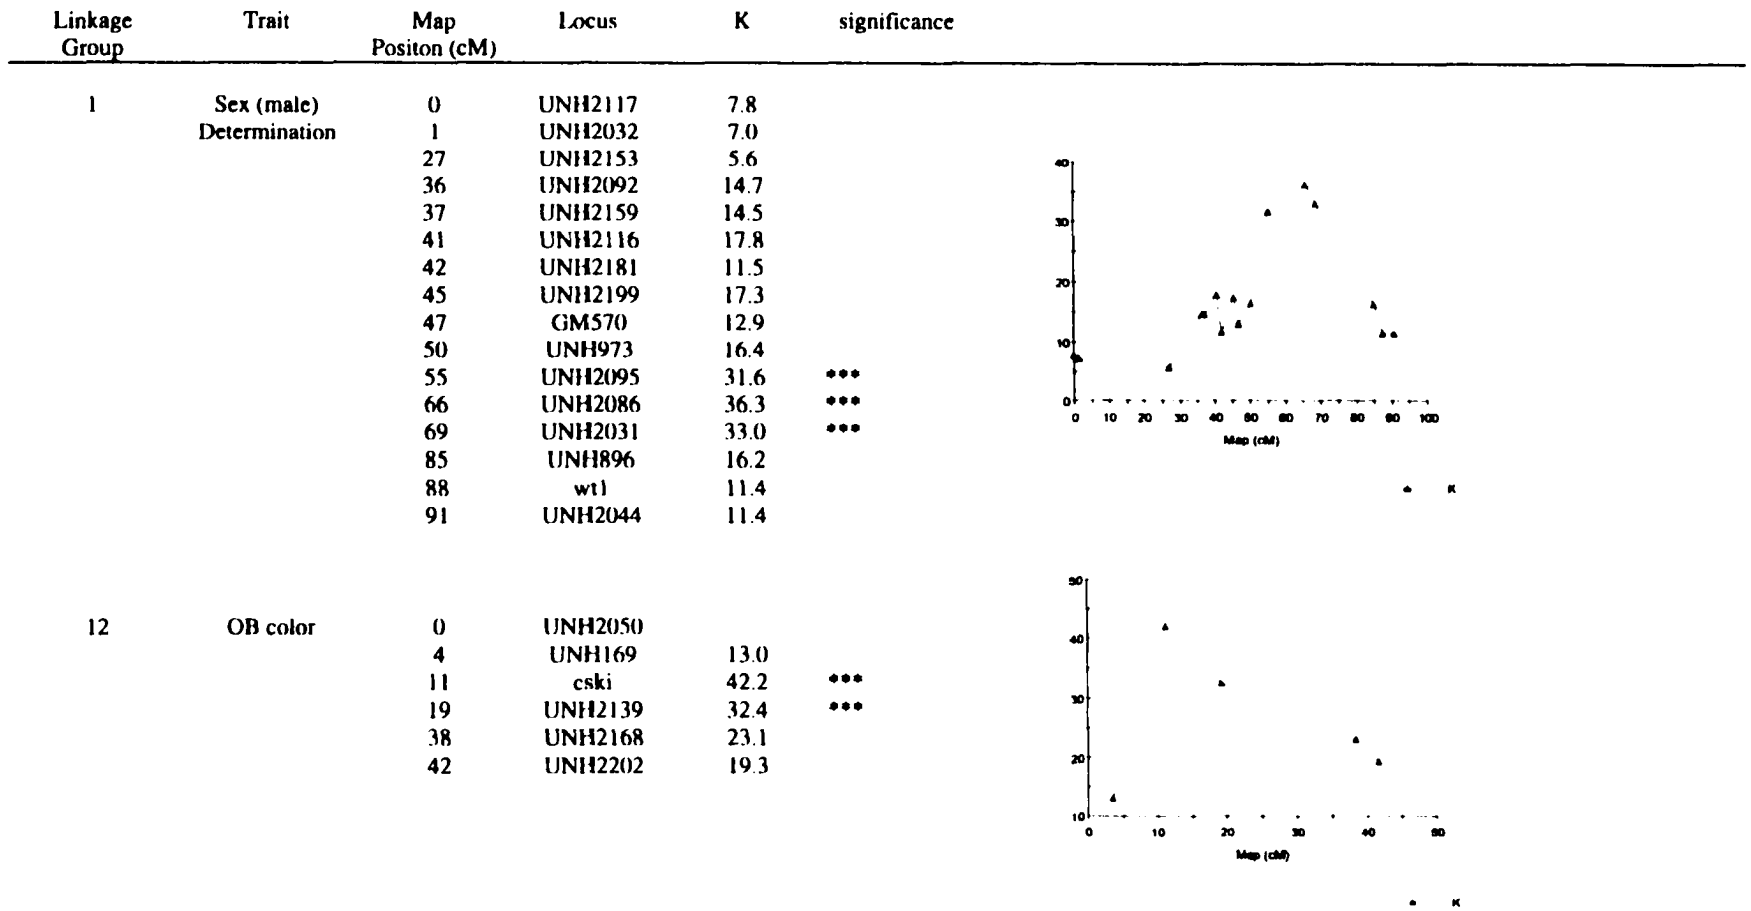 Linkage Group Trait Map Positon (cM) Locus K significance
1 Sex (male) Determination 0 UNH2117 7.8
1 UNH2032 7.0
27 UNH2153 5.6
36 UNH2092 14.7
37 UNH2159 14.5
41 UNH2116 17.8
42 UNH2181 11.5
45 UNH2199 17.3
47 GM570 12.9
50 UNH973 16.4
55 UNH2095 31.6 ***
66 UNH2086 36.3 ***
69 UNH2031 33.0 ***
85 UNH896 16.2
88 wt1 11.4
91 UNH2044 11.4
40
30
20
10
0
0 10 20 30 40 50 60 70 80 90 100
Map (cM)
K
12 OB color 0 UNH2050
4 UNH169 13.0
11 cski 42.2 ***
19 UNH2139 32.4 ***
38 UNH2168 23.1
42 UNH2202 19.3
50
40
30
20
10
0 10 20 30 40 50
Map (cM)
K